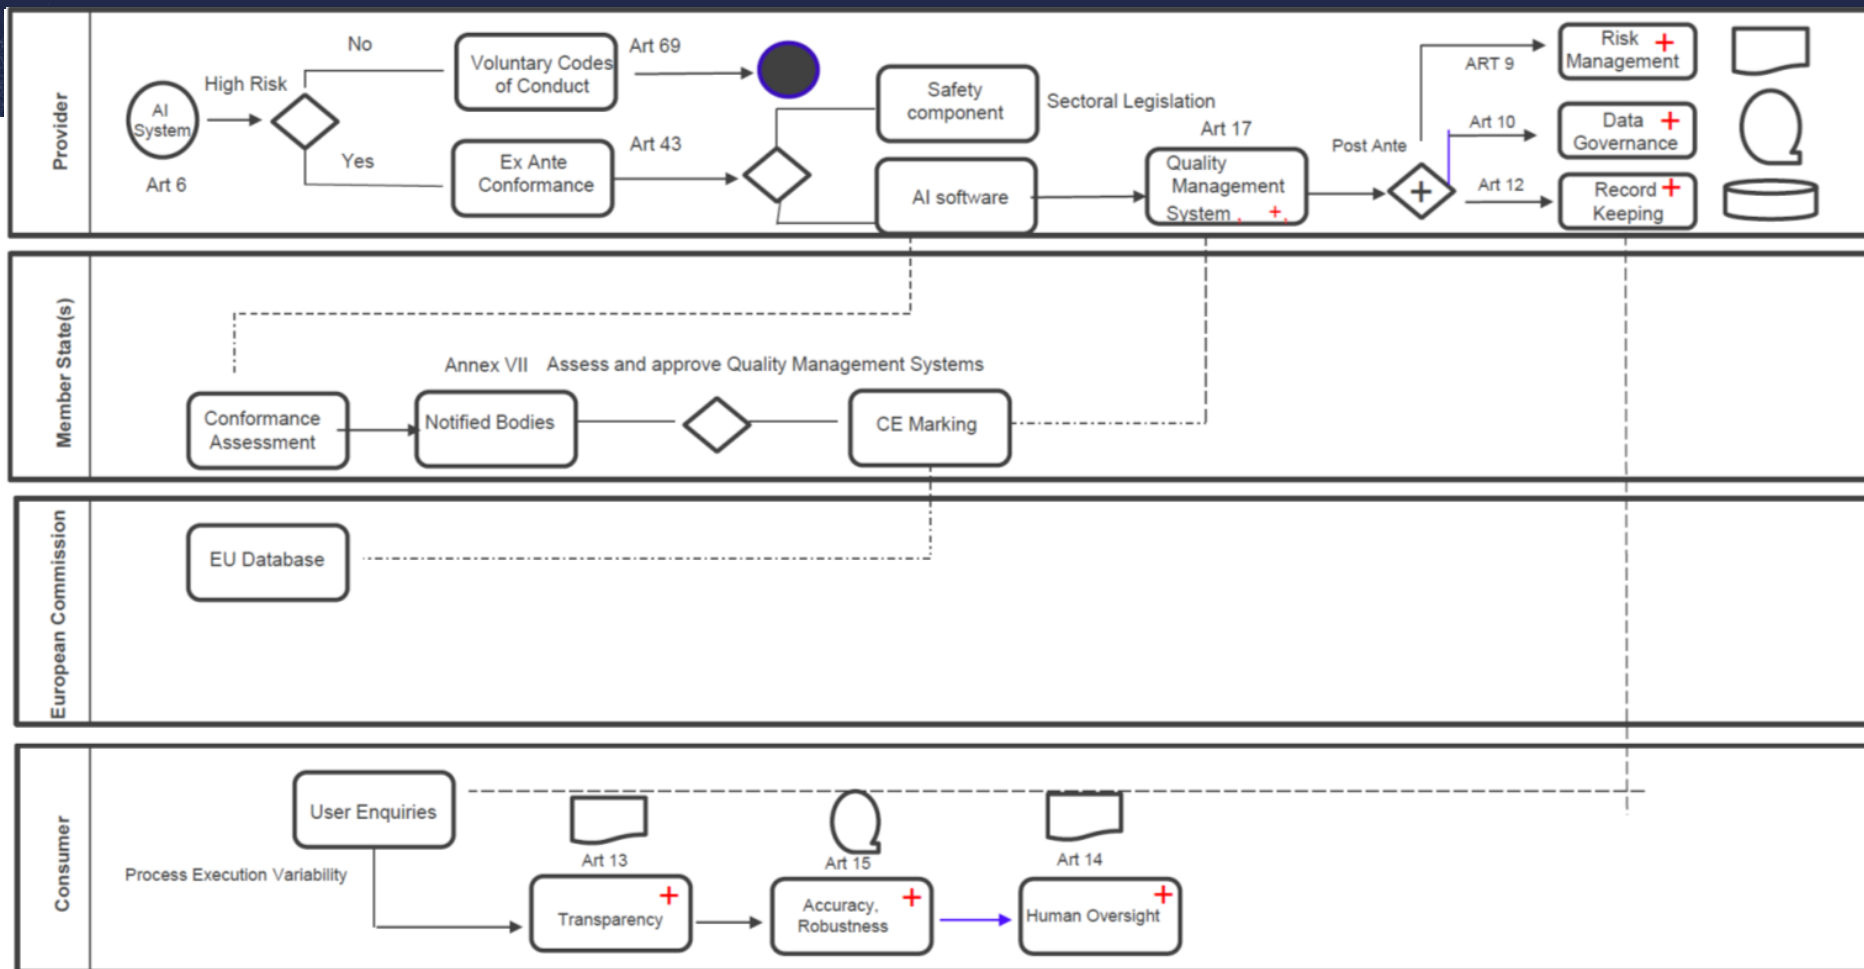 Provider
AI
System
Art 6
High Risk
No
Yes
Voluntary Codes
of Conduct
Art 69
Ex Ante
Conformance
Art 43
Safety
component
Sectoral Legislation
AI software
Art 17
Quality
Management
System
Post Ante
ART 9
Art 10
Art 12
Risk
Management
Data
Governance
Record
Keeping
Member State(s)
Annex VII Assess and approve Quality Management Systems
Conformance
Assessment
Notified Bodies
CE Marking
European Commission
EU Database
Consumer
User Enquiries
Process Execution Variability
Art 13
Transparency
Art 15
Accuracy,
Robustness
Art 14
Human Oversight